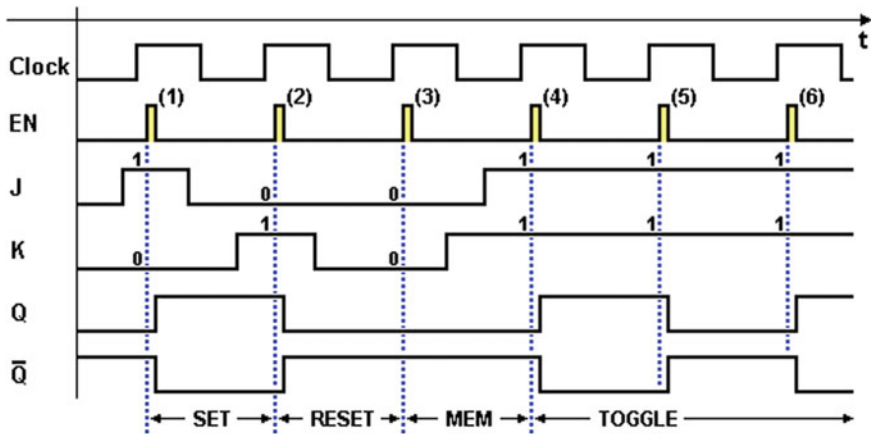 t
Clock
EN (1) (2) (3) (4) (5) (6)
J 1 0 0 1 1 1
K 0 1 0 1 1 1
Q
Q̅
SET RESET MEM TOGGLE